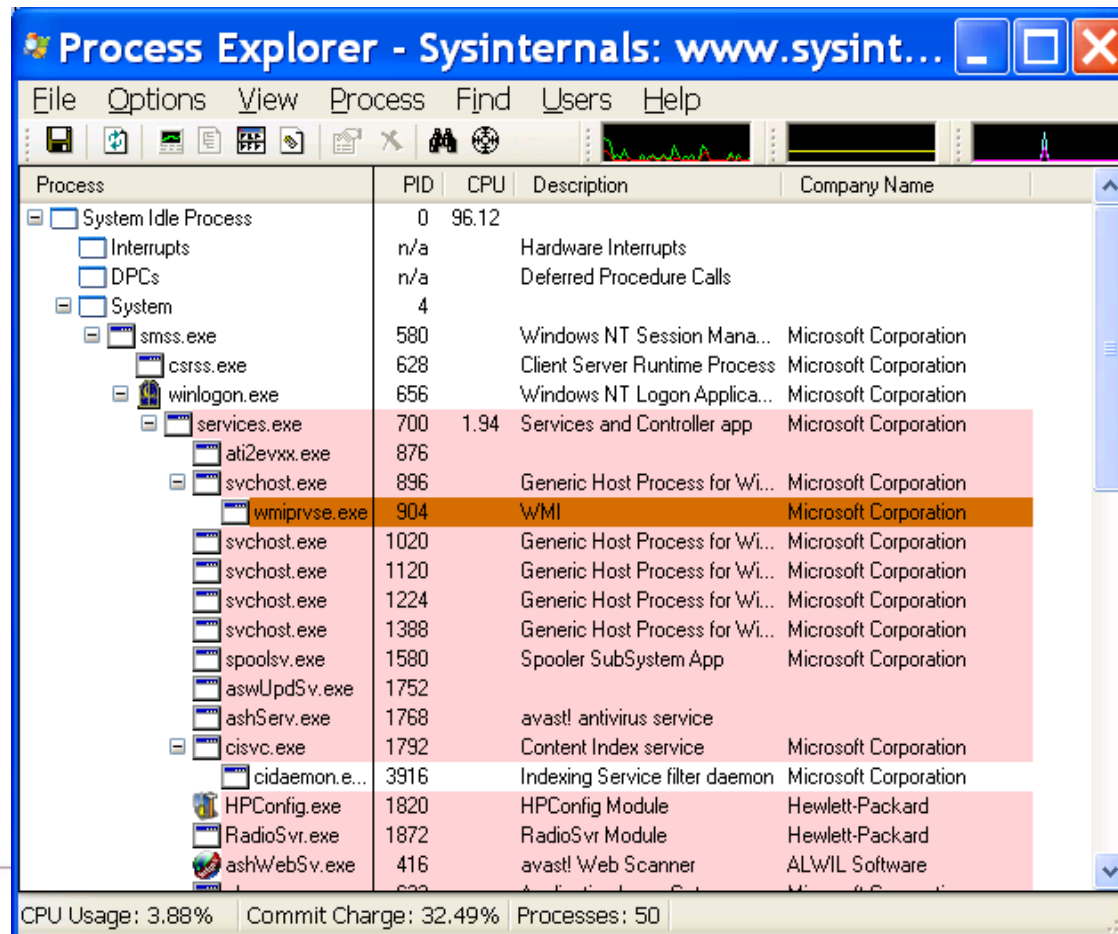 Process Explorer - Sysinternals: www.sysint...
File Options View Process Find Users Help
Process PID CPU Description Company Name
System Idle Process 0 96.12
Interrupts n/a Hardware Interrupts
DPCs n/a Deferred Procedure Calls
System 4
smss.exe 580 Windows NT Session Mana... Microsoft Corporation
csrss.exe 628 Client Server Runtime Process Microsoft Corporation
winlogon.exe 656 Windows NT Logon Applica... Microsoft Corporation
services.exe 700 1.94 Services and Controller app Microsoft Corporation
ati2evxx.exe 876
svchost.exe 896 Generic Host Process for Wi... Microsoft Corporation
wmiprvse.exe 904 WMI Microsoft Corporation
svchost.exe 1020 Generic Host Process for Wi... Microsoft Corporation
svchost.exe 1120 Generic Host Process for Wi... Microsoft Corporation
svchost.exe 1224 Generic Host Process for Wi... Microsoft Corporation
svchost.exe 1388 Generic Host Process for Wi... Microsoft Corporation
spoolsv.exe 1580 Spooler SubSystem App Microsoft Corporation
aswUpdSv.exe 1752
ashServ.exe 1768 avast! antivirus service
cisvc.exe 1792 Content Index service Microsoft Corporation
cidaemon.e... 3916 Indexing Service filter daemon Microsoft Corporation
HPConfig.exe 1820 HPConfig Module Hewlett-Packard
RadioSvr.exe 1872 RadioSvr Module Hewlett-Packard
ashWebSv.exe 416 avast! Web Scanner ALWIL Software
CPU Usage: 3.88% Commit Charge: 32.49% Processes: 50